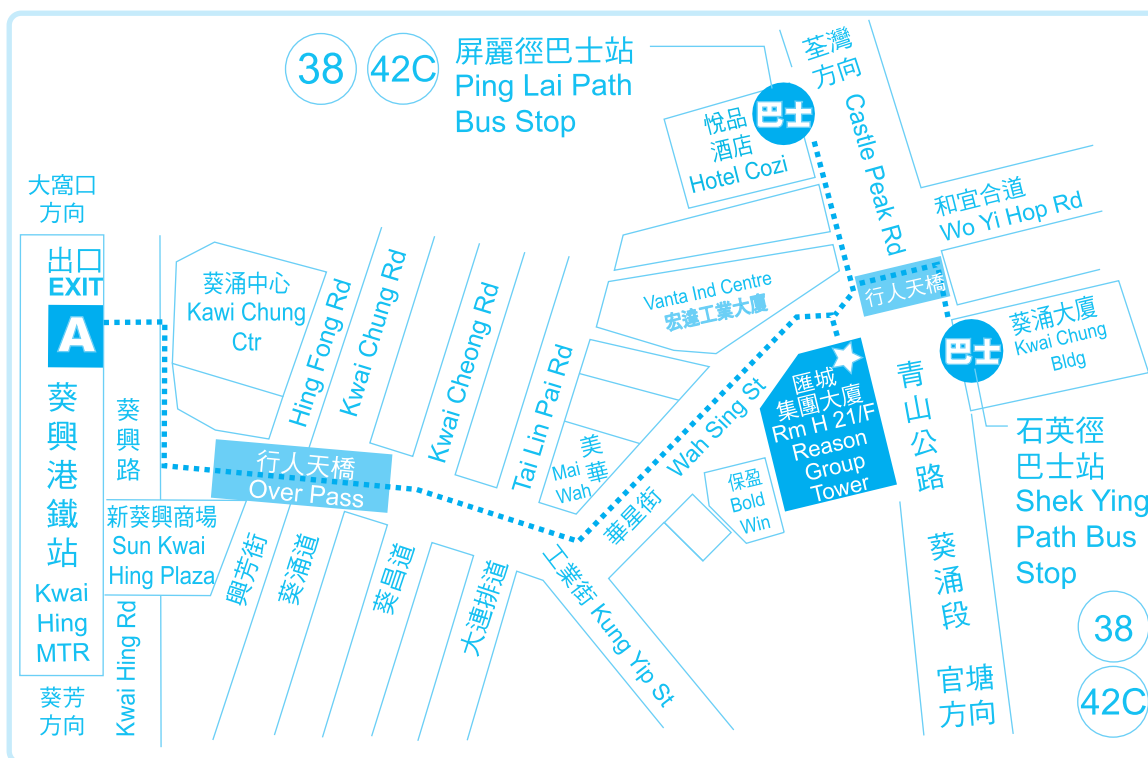 38
42C
屏麗徑巴士站
Ping Lai Path
Bus Stop
荃灣
方向
Castle Peak Rd
巴士
悅品
酒店
Hotel Cozi
和宜合道
Wo Yi Hop Rd
大窩口
方向
出口
EXIT
A
葵興港鐵站
Kwai
Hing
MTR
葵芳
方向
葵興路
Kwai Hing Rd
葵涌中心
Kawi Chung
Ctr
Hing Fong Rd
Kwai Chung Rd
Kwai Cheong Rd
Tai Lin Pai Rd
行人天橋
Over Pass
新葵興商場
Sun Kwai
Hing Plaza
興芳街
葵涌道
葵昌道
大連排道
工業街 Kung Yip St
華星街 Wah Sing St
美華
Mai
Wah
Vanta Ind Centre
宏達工業大廈
保盈
Bold
Win
匯城
集團大廈
Rm H 21/F
Reason
Group
Tower
行人天橋
巴士
葵涌大廈
Kwai Chung
Bldg
青山公路
葵涌段
官塘
方向
石英徑
巴士站
Shek Ying
Path Bus
Stop
38
42C